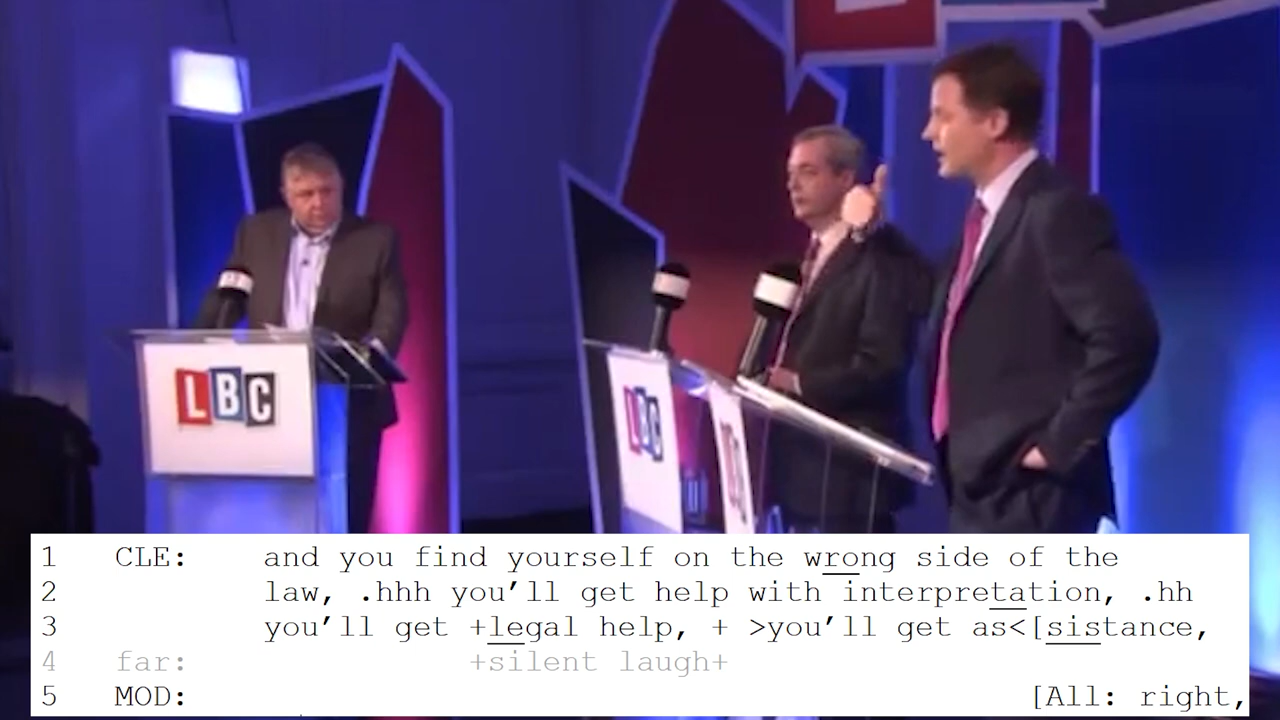 LBC
LBC
LBC
1 CLE: and you find yourself on the wrong side of the
2 law, .hhh you'll get help with interpretation, .hh
3 you'll get +legal help, + >you'll get as<[sistance,
4 far: +silent laugh+
5 MOD: [All: right,